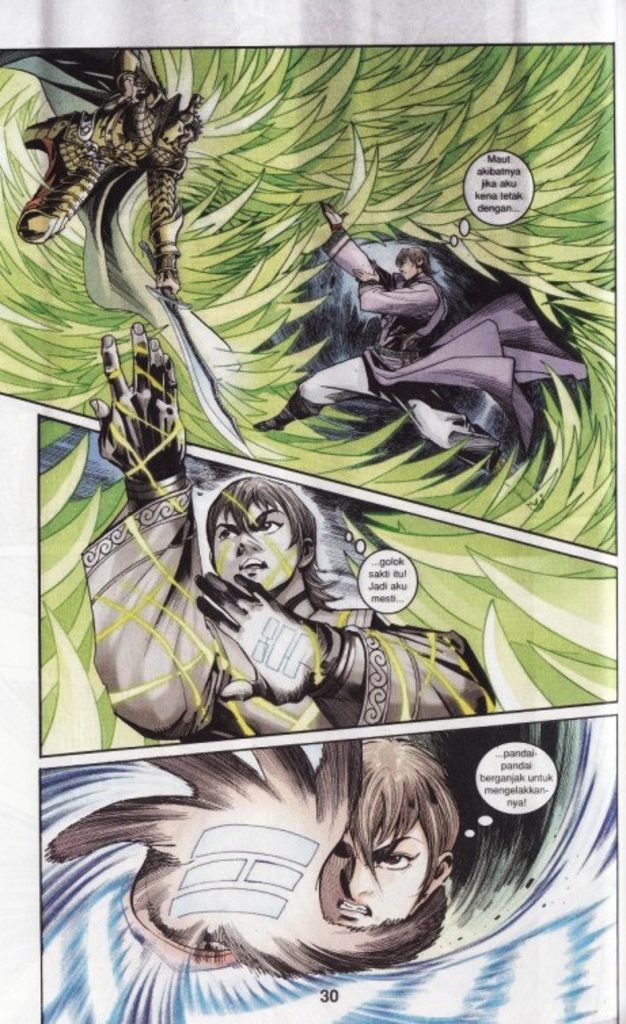 Maut
akibatnya
jika aku
kena tetak
dengan...
...golok
sakti itu!
Jadi aku
mesti...
...pandai-
pandai
berganjak untuk
mengelakkan-
nya!
30